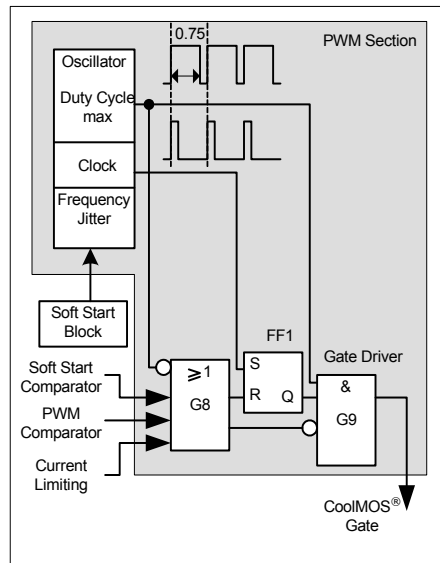 0.75
PWM Section
Oscillator
Duty Cycle
max
Clock
Frequency
Jitter
Soft Start
Block
FF1
Gate Driver
Soft Start
Comparator
PWM
Comparator
Current
Limiting
≥1
G8
S
R
Q
&
G9
CoolMOS®
Gate